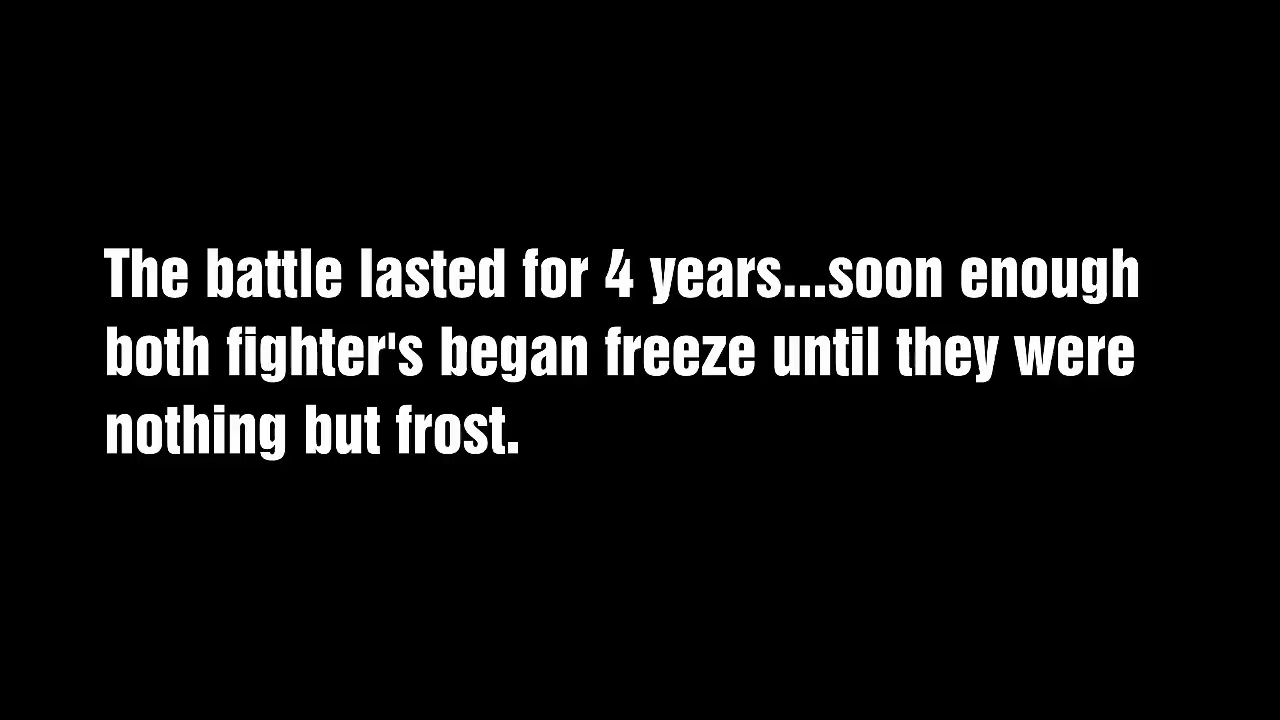 The battle lasted for 4 years...soon enough
both fighter's began freeze until they were
nothing but frost.